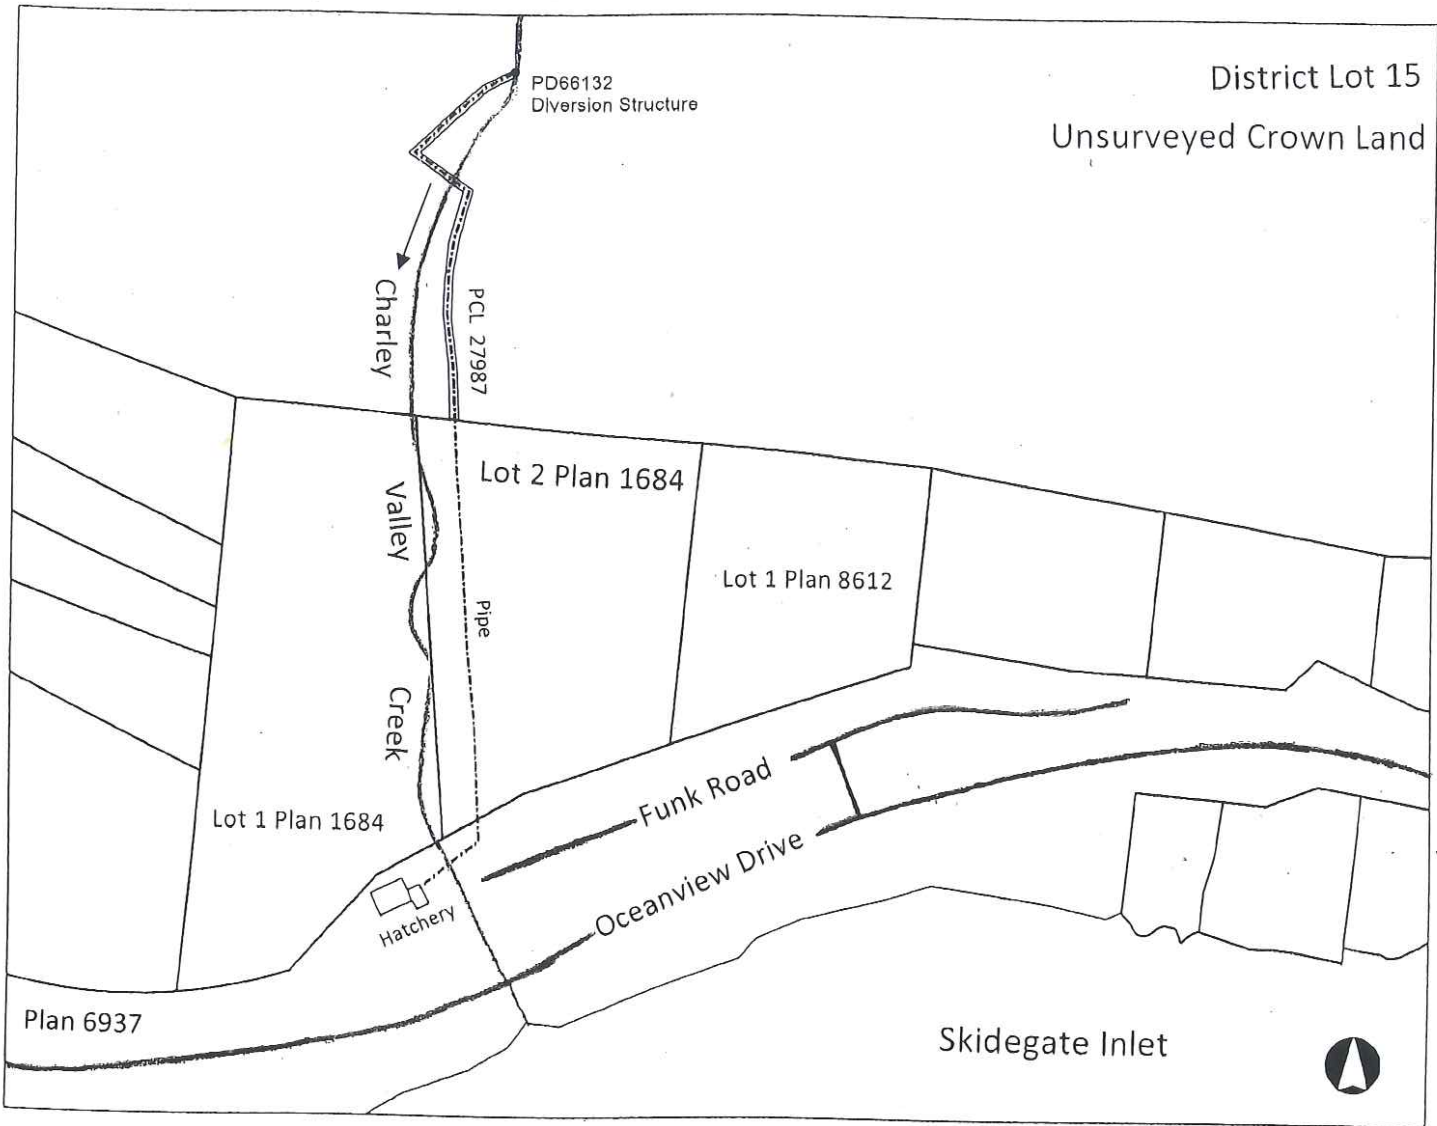 PD66132
Diversion Structure
District Lot 15
Unsurveyed Crown Land
Charley
PCL 27987
Lot 2 Plan 1684
Valley
Lot 1 Plan 8612
Pipe
Creek
Funk Road
Lot 1 Plan 1684
Oceanview Drive
Hatchery
Plan 6937
Skidegate Inlet